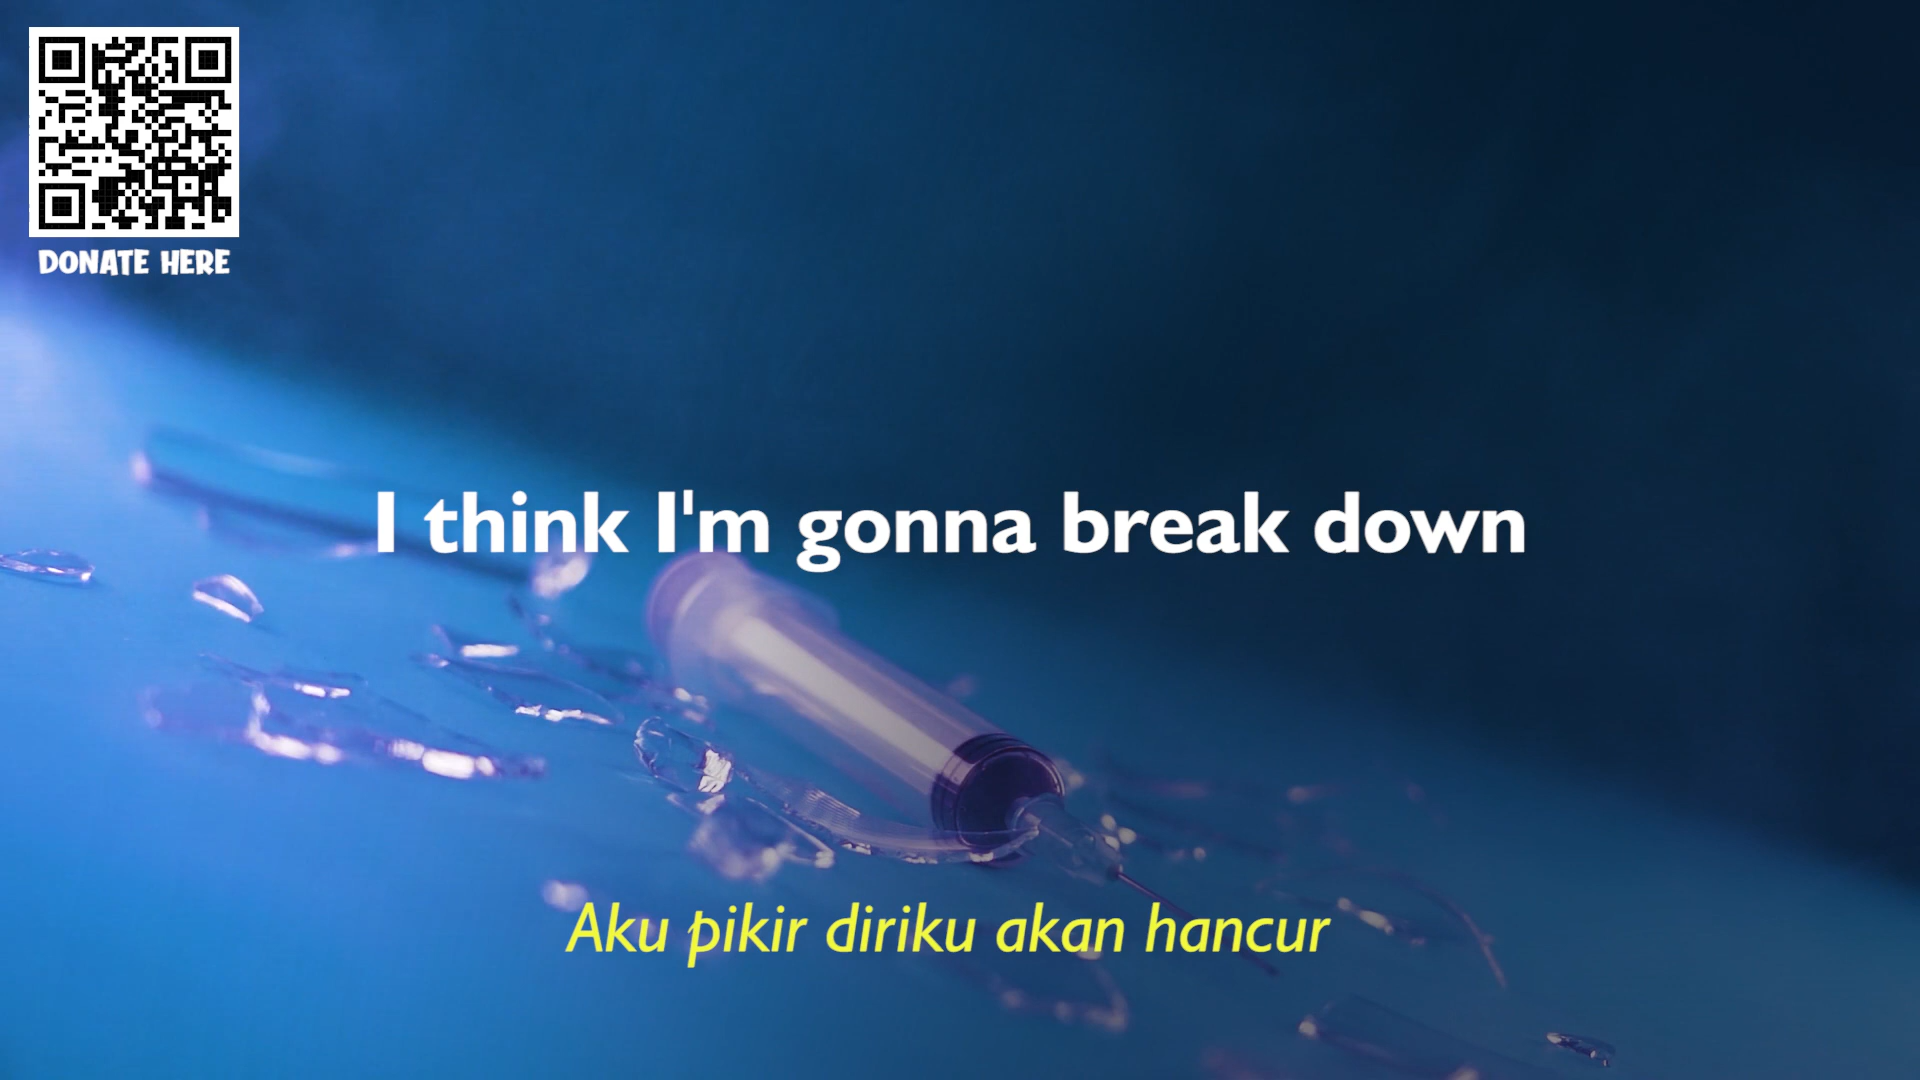 DONATE HERE
I think I'm gonna break down
Aku pikir diriku akan hancur